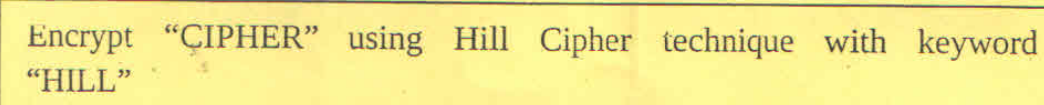 Encrypt “CIPHER” using Hill Cipher technique with keyword
“HILL”